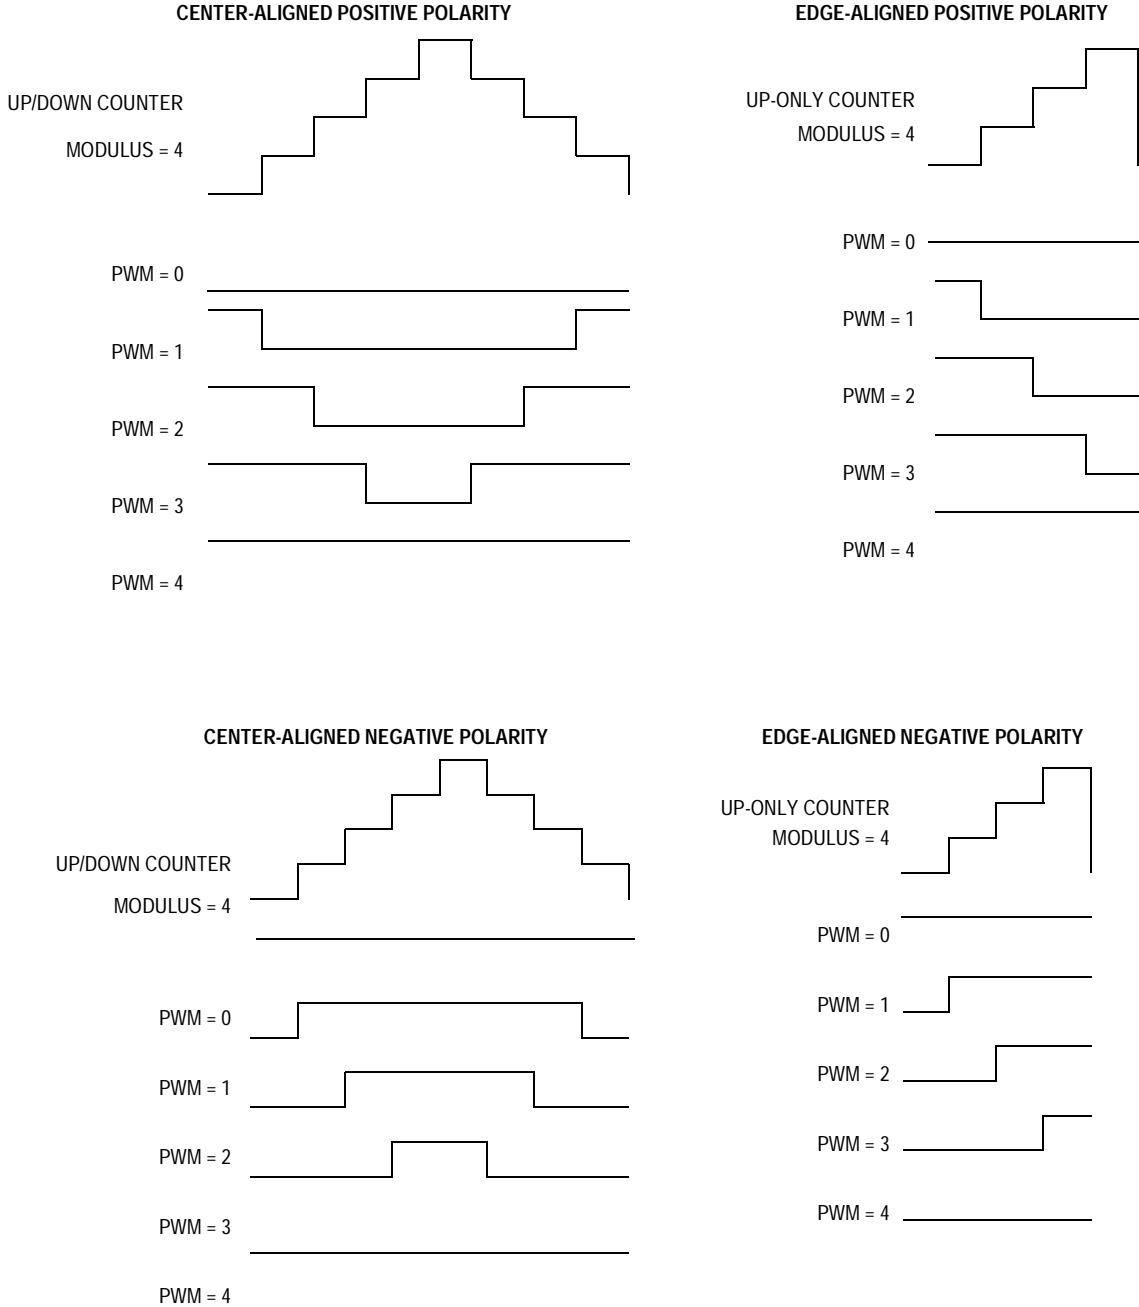 CENTER-ALIGNED POSITIVE POLARITY
UP/DOWN COUNTER
MODULUS = 4
PWM = 0
PWM = 1
PWM = 2
PWM = 3
PWM = 4
EDGE-ALIGNED POSITIVE POLARITY
UP-ONLY COUNTER
MODULUS = 4
PWM = 0
PWM = 1
PWM = 2
PWM = 3
PWM = 4
CENTER-ALIGNED NEGATIVE POLARITY
UP/DOWN COUNTER
MODULUS = 4
PWM = 0
PWM = 1
PWM = 2
PWM = 3
PWM = 4
EDGE-ALIGNED NEGATIVE POLARITY
UP-ONLY COUNTER
MODULUS = 4
PWM = 0
PWM = 1
PWM = 2
PWM = 3
PWM = 4